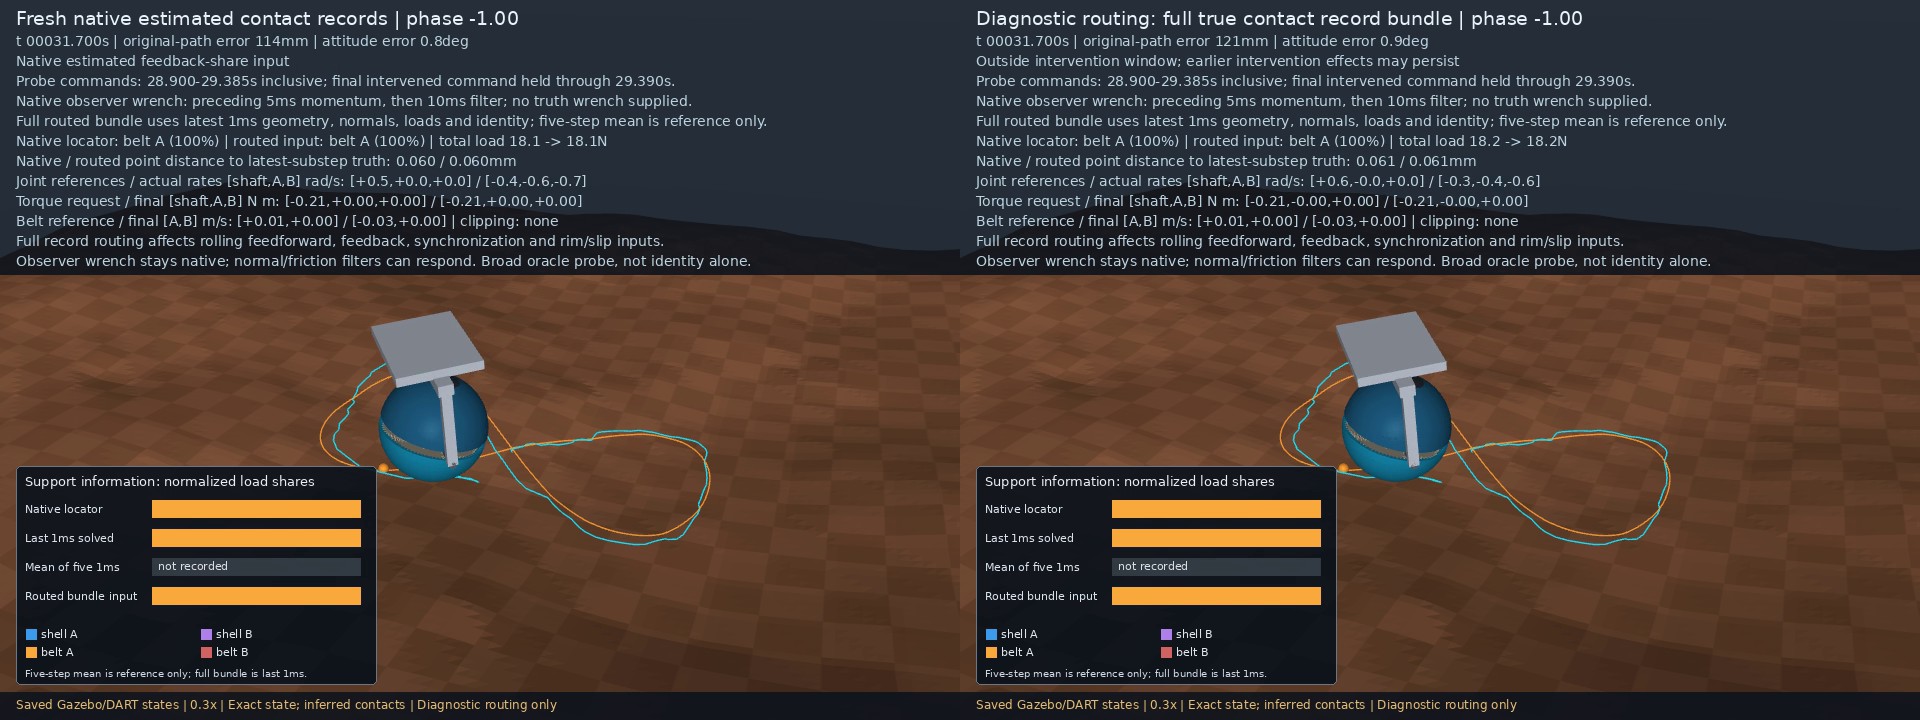 Fresh native estimated contact records | phase -1.00
t 00031.700s | original-path error 114mm | attitude error 0.8deg
Native estimated feedback-share input
Probe commands: 28.900-29.385s inclusive; final intervened command held through 29.390s.
Native observer wrench: preceding 5ms momentum, then 10ms filter; no truth wrench supplied.
Full routed bundle uses latest 1ms geometry, normals, loads and identity; five-step mean is reference only.
Native locator: belt A (100%) | routed input: belt A (100%) | total load 18.1 -> 18.1N
Native / routed point distance to latest-substep truth: 0.060 / 0.060mm
Joint references / actual rates [shaft,A,B] rad/s: [+0.5,+0.0,+0.0] / [-0.4,-0.6,-0.7]
Torque request / final [shaft,A,B] N m: [-0.21,+0.00,+0.00] / [-0.21,+0.00,+0.00]
Belt reference / final [A,B] m/s: [+0.01,+0.00] / [-0.03,+0.00] | clipping: none
Full record routing affects rolling feedforward, feedback, synchronization and rim/slip inputs.
Observer wrench stays native; normal/friction filters can respond. Broad oracle probe, not identity alone.
Support information: normalized load shares
Native locator
Last 1ms solved
Mean of five 1ms not recorded
Routed bundle input
shell A shell B
belt A belt B
Five-step mean is reference only; full bundle is last 1ms.
Saved Gazebo/DART states | 0.3x | Exact state; inferred contacts | Diagnostic routing only
Diagnostic routing: full true contact record bundle | phase -1.00
t 00031.700s | original-path error 121mm | attitude error 0.9deg
Outside intervention window; earlier intervention effects may persist
Probe commands: 28.900-29.385s inclusive; final intervened command held through 29.390s.
Native observer wrench: preceding 5ms momentum, then 10ms filter; no truth wrench supplied.
Full routed bundle uses latest 1ms geometry, normals, loads and identity; five-step mean is reference only.
Native locator: belt A (100%) | routed input: belt A (100%) | total load 18.2 -> 18.2N
Native / routed point distance to latest-substep truth: 0.061 / 0.061mm
Joint references / actual rates [shaft,A,B] rad/s: [+0.6,-0.0,+0.0] / [-0.3,-0.4,-0.6]
Torque request / final [shaft,A,B] N m: [-0.21,-0.00,+0.00] / [-0.21,-0.00,+0.00]
Belt reference / final [A,B] m/s: [+0.01,+0.00] / [-0.03,+0.00] | clipping: none
Full record routing affects rolling feedforward, feedback, synchronization and rim/slip inputs.
Observer wrench stays native; normal/friction filters can respond. Broad oracle probe, not identity alone.
Support information: normalized load shares
Native locator
Last 1ms solved
Mean of five 1ms not recorded
Routed bundle input
shell A shell B
belt A belt B
Five-step mean is reference only; full bundle is last 1ms.
Saved Gazebo/DART states | 0.3x | Exact state; inferred contacts | Diagnostic routing only